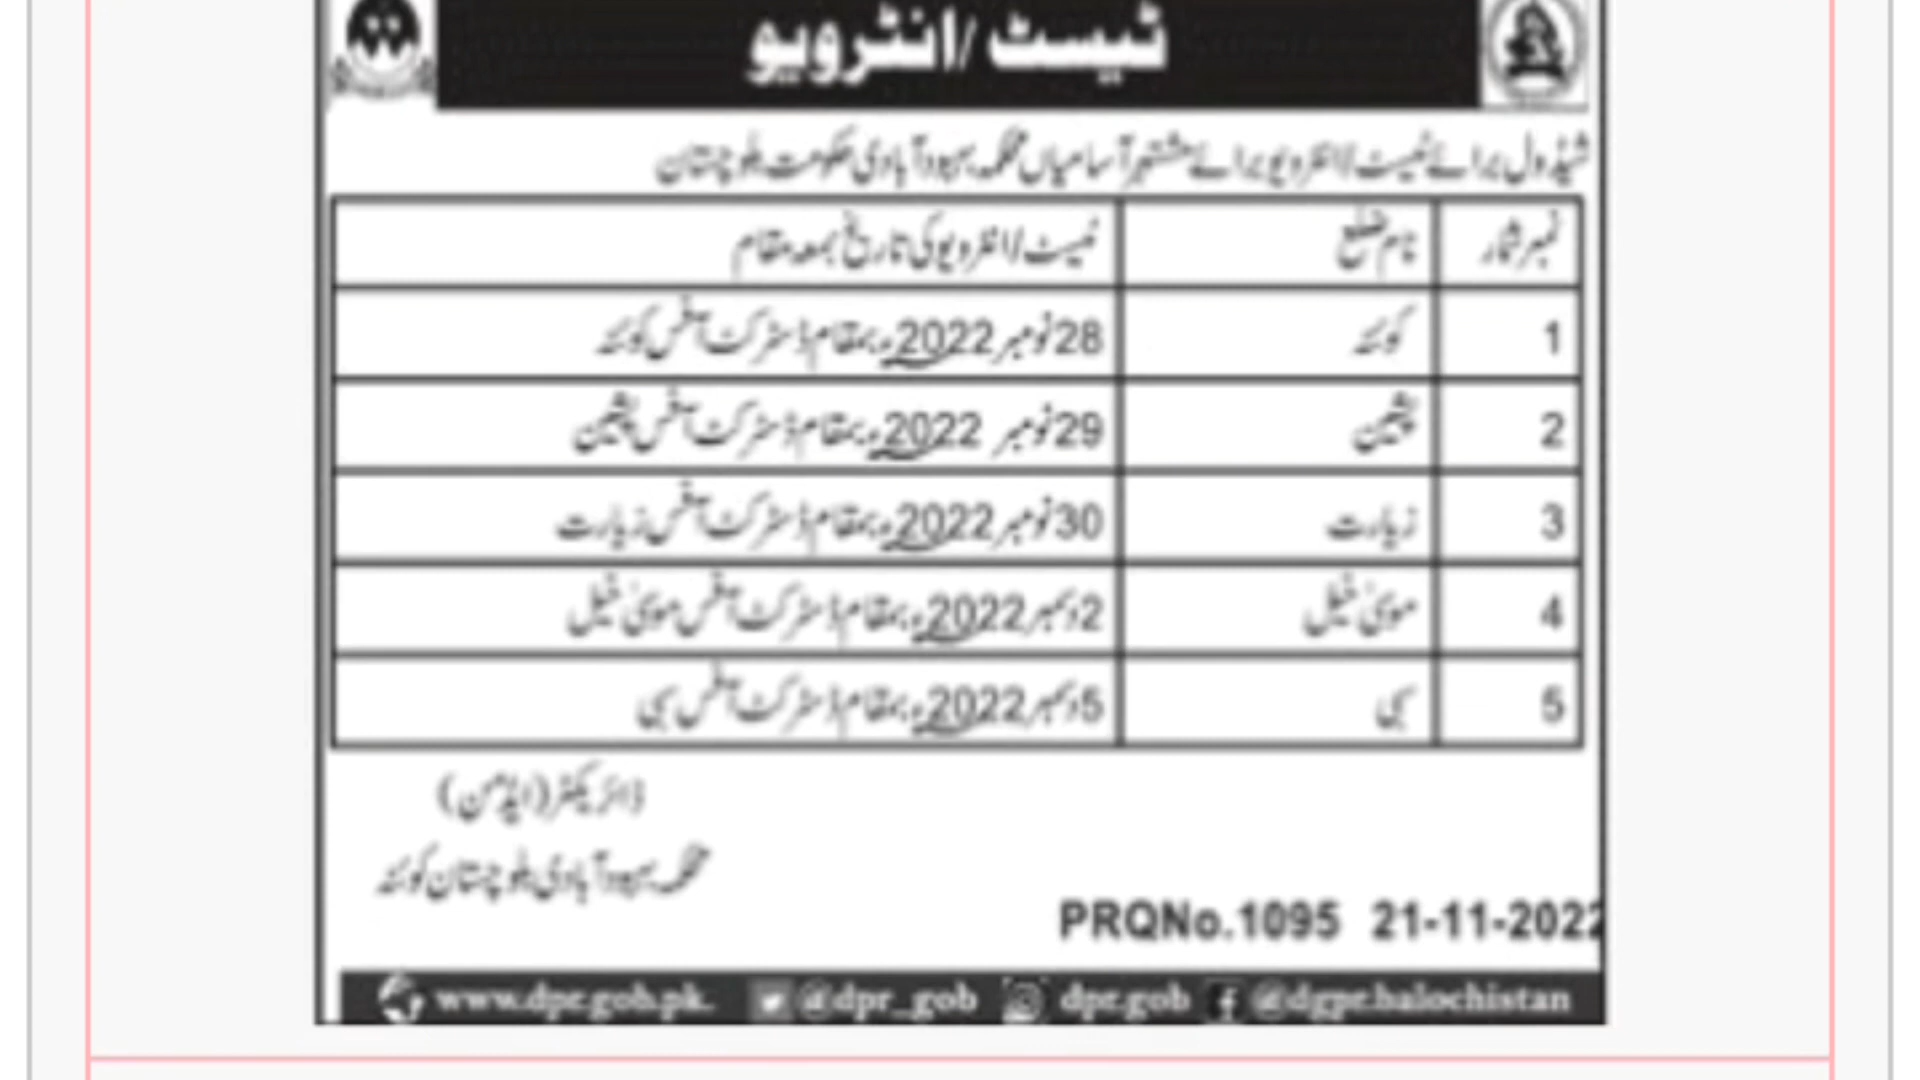 ٹیسٹ/انٹرویو
شیڈول برائے ٹیسٹ/انٹرویو برائے مشتہر آسامیاں محکمہ بہبود آبادی حکومت بلوچستان
نمبر شمار نام ضلع ٹیسٹ/انٹرویو کی تاریخ بمعہ مقام
1 کوئٹہ 28 نومبر 2022ء بمقام ڈسٹرکٹ آفس کوئٹہ
2 پشین 29 نومبر 2022ء بمقام ڈسٹرکٹ آفس پشین
3 زیارت 30 نومبر 2022ء بمقام ڈسٹرکٹ آفس زیارت
4 موسیٰ خیل 2 دسمبر 2022ء بمقام ڈسٹرکٹ آفس موسیٰ خیل
5 سبی 5 دسمبر 2022ء بمقام ڈسٹرکٹ آفس سبی
ڈائریکٹر (ایڈمن)
محکمہ بہبود آبادی بلوچستان کوئٹہ
PRQNo.1095 21-11-2022
www.dpr.gob.pk. @dpr_gob dpr.gob @dgpr.balochistan